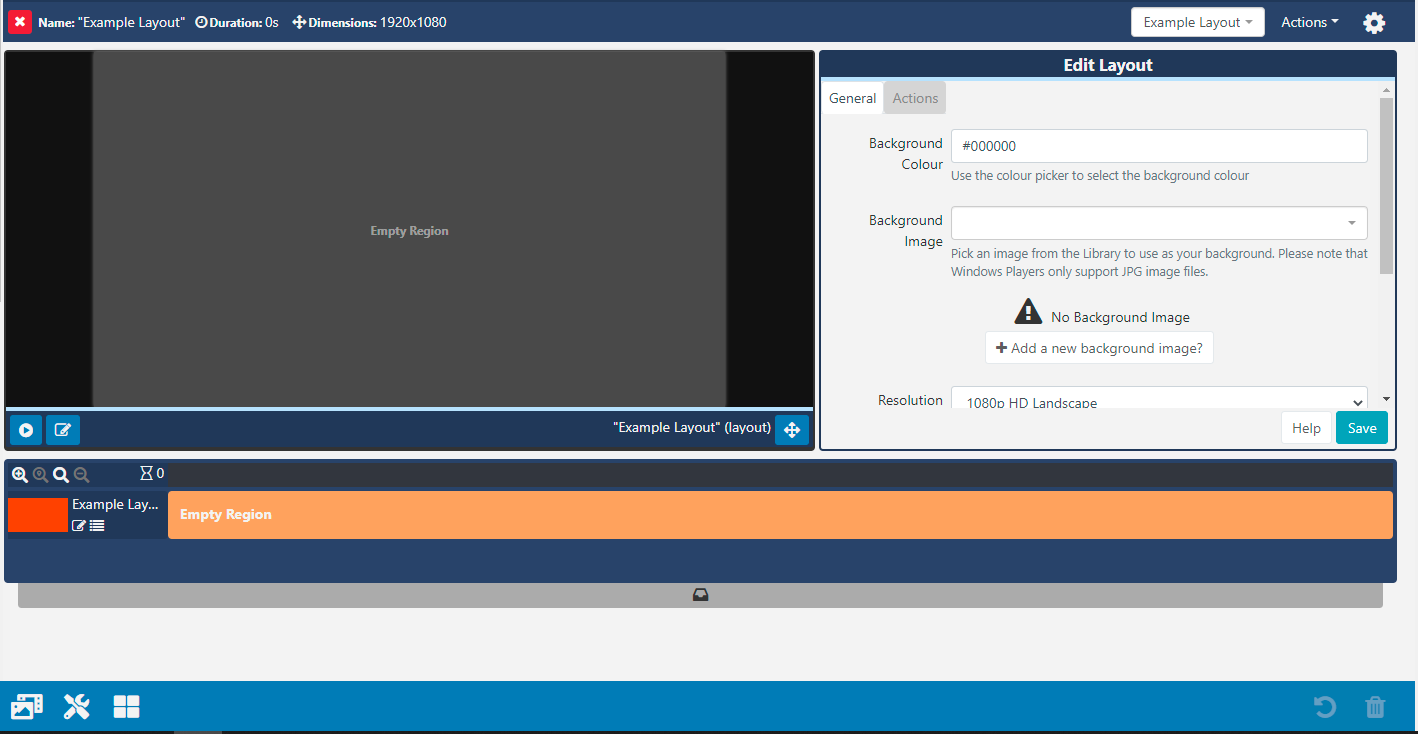 Name: "Example Layout" Duration: 0s Dimensions: 1920x1080
Example Layout Actions
Edit Layout
General Actions
Background
Colour
#000000
Use the colour picker to select the background colour
Background
Image
Pick an image from the Library to use as your background. Please note that
Windows Players only support JPG image files.
No Background Image
Add a new background image?
Resolution
1080p HD Landscape
Help Save
Empty Region
"Example Layout" (layout)
0
Example Lay...
Empty Region